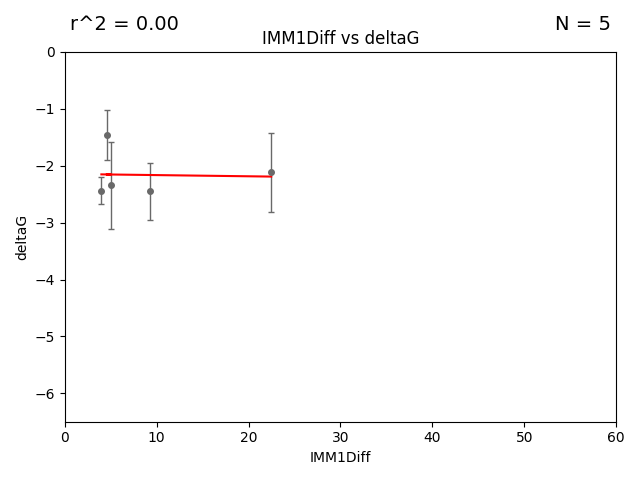 r^2 = 0.00
N = 5
IMM1Diff vs deltaG
deltaG
0
−1
−2
−3
−4
−5
−6
0 10 20 30 40 50 60
IMM1Diff